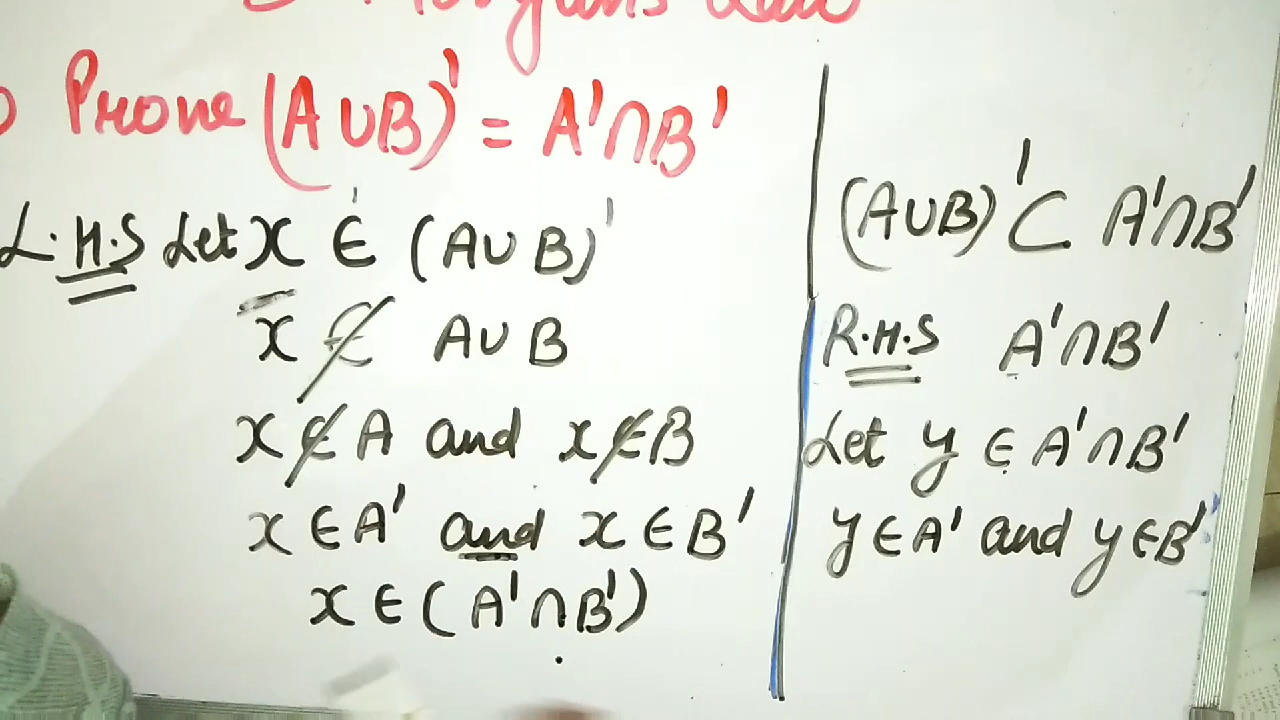 Prove (A∪B)' = A'∩B'
L.H.S Let x ∈ (A∪B)'
x ∉ A∪B
x ∉ A and x ∉ B
x ∈ A' and x ∈ B'
x ∈ (A'∩B')
(A∪B)' ⊂ A'∩B'
R.H.S A'∩B'
Let y ∈ A'∩B'
y ∈ A' and y ∈ B'